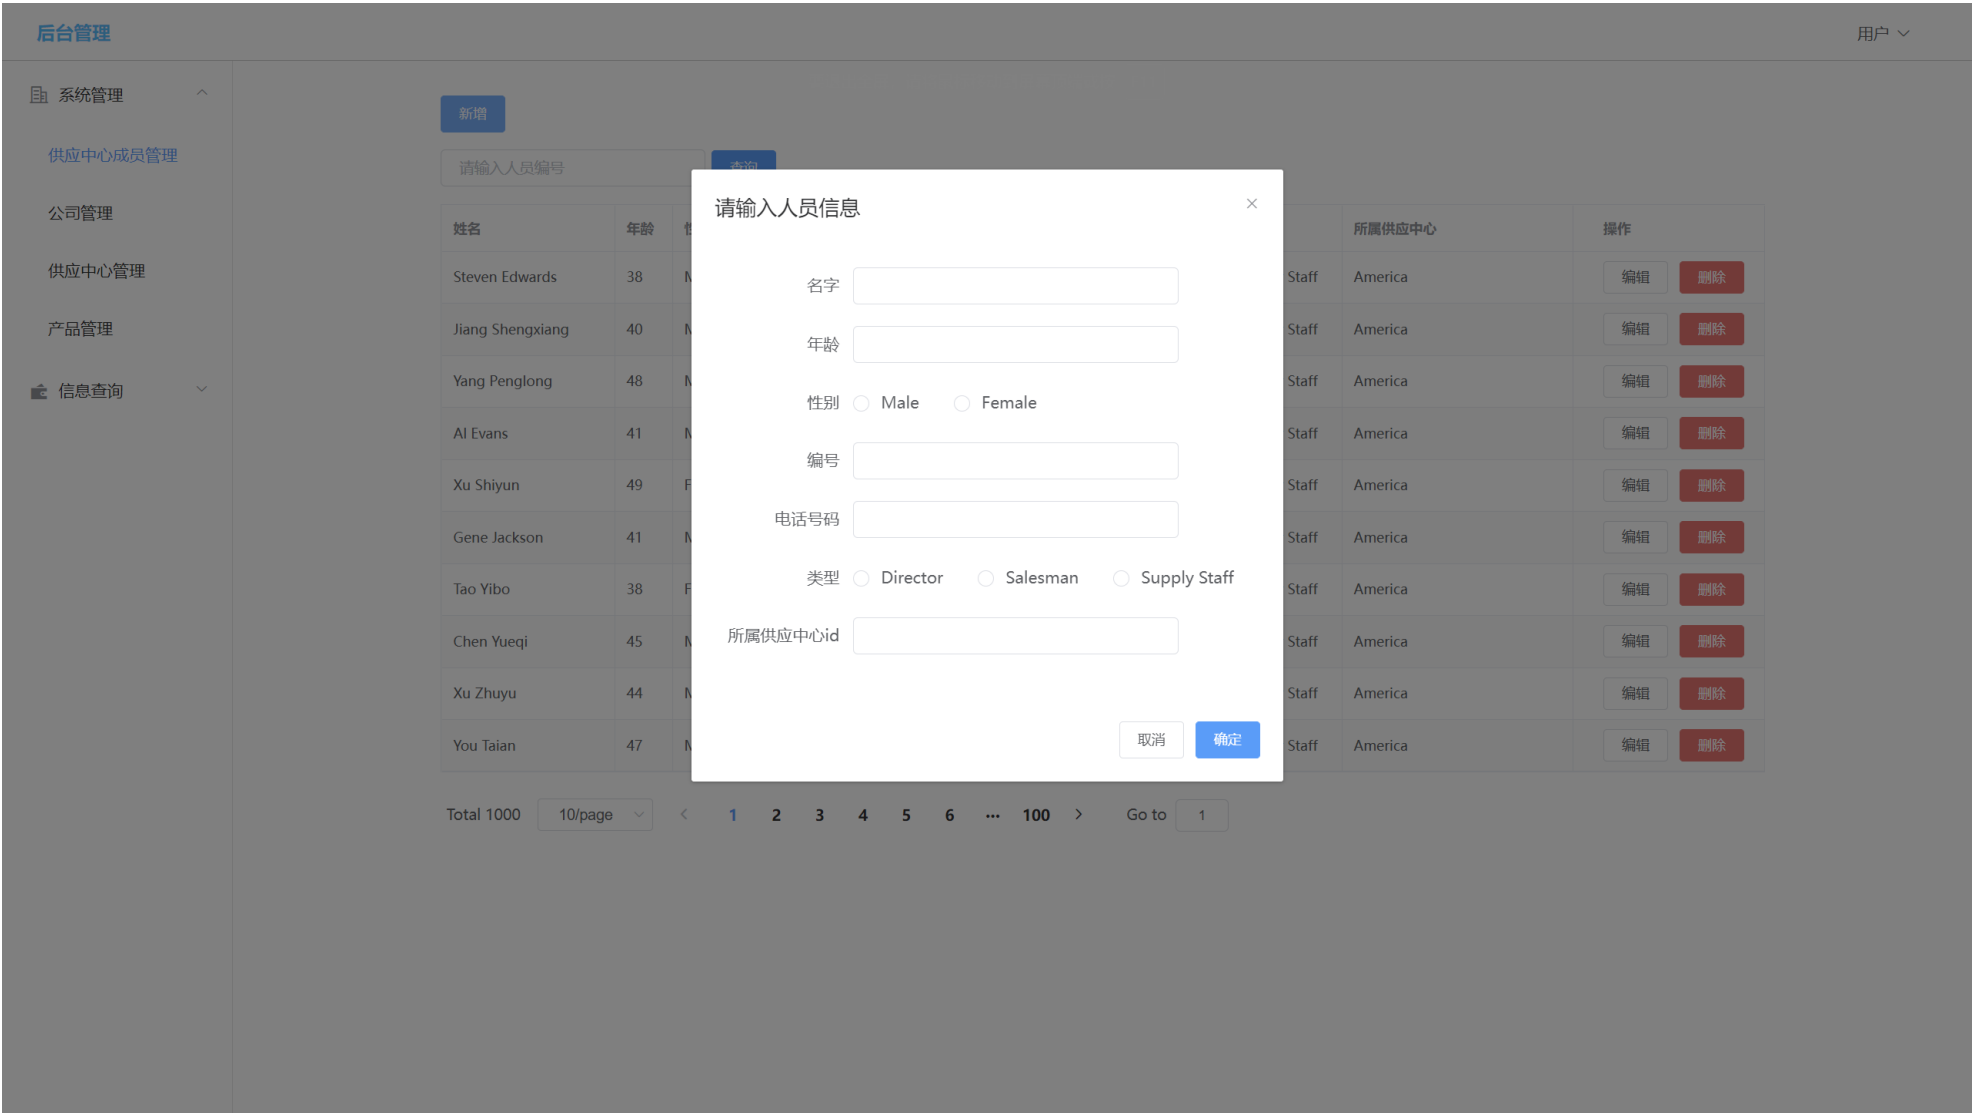 后台管理
用户
系统管理
供应中心成员管理
公司管理
供应中心管理
产品管理
信息查询
新增
请输入人员编号
查询
姓名 年龄 所属供应中心 操作
Steven Edwards 38 Staff America 编辑 删除
Jiang Shengxiang 40 Staff America 编辑 删除
Yang Penglong 48 Staff America 编辑 删除
Al Evans 41 Staff America 编辑 删除
Xu Shiyun 49 Staff America 编辑 删除
Gene Jackson 41 Staff America 编辑 删除
Tao Yibo 38 Staff America 编辑 删除
Chen Yueqi 45 Staff America 编辑 删除
Xu Zhuyu 44 Staff America 编辑 删除
You Taian 47 Staff America 编辑 删除
请输入人员信息
名字
年龄
性别 Male Female
编号
电话号码
类型 Director Salesman Supply Staff
所属供应中心id
取消 确定
Total 1000 10/page 1 2 3 4 5 6 ··· 100 Go to 1